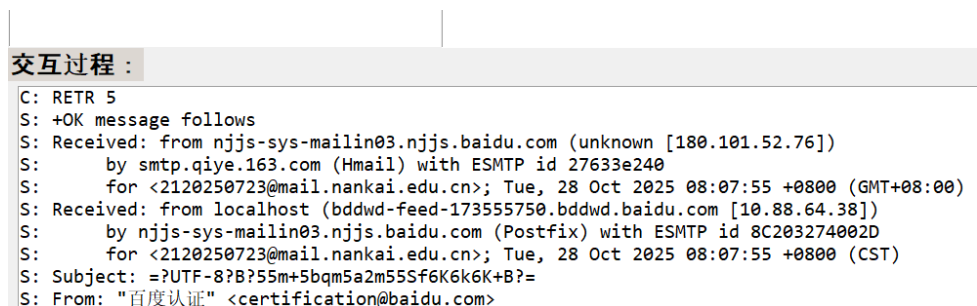 交互过程：
C: RETR 5
S: +OK message follows
S: Received: from njjs-sys-mailin03.njjs.baidu.com (unknown [180.101.52.76])
S: by smtp.qiye.163.com (Hmail) with ESMTP id 27633e240
S: for <2120250723@mail.nankai.edu.cn>; Tue, 28 Oct 2025 08:07:55 +0800 (GMT+08:00)
S: Received: from localhost (bddwd-feed-173555750.bddwd.baidu.com [10.88.64.38])
S: by njjs-sys-mailin03.njjs.baidu.com (Postfix) with ESMTP id 8C203274002D
S: for <2120250723@mail.nankai.edu.cn>; Tue, 28 Oct 2025 08:07:55 +0800 (CST)
S: Subject: =?UTF-8?B?55m+5bqm5a2m55Sf6K6k6K+B?=
S: From: "百度认证" <certification@baidu.com>